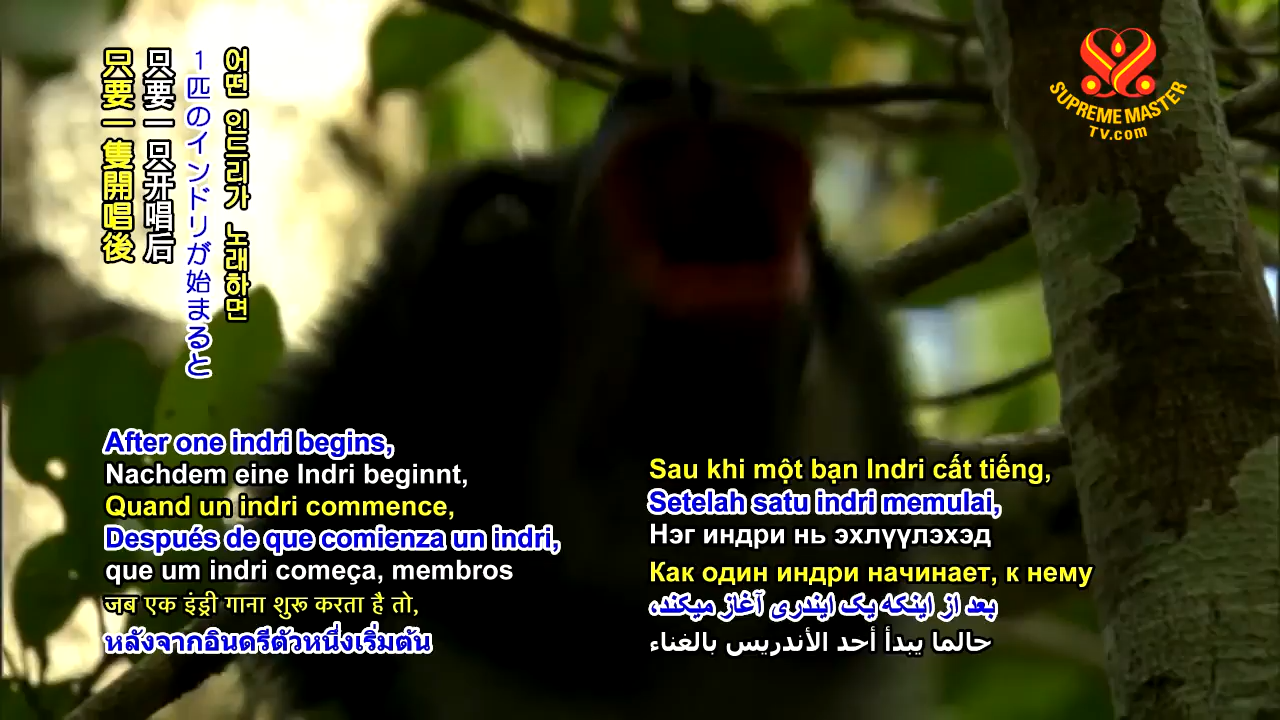 어떤 인드리가 노래하면
1匹のインドリが始まると
只要一只开唱后
只要一隻開唱後
SUPREME MASTER
TV.com
After one indri begins,
Nachdem eine Indri beginnt,
Quand un indri commence,
Después de que comienza un indri,
que um indri começa, membros
जब एक इंड्री गाना शुरू करता है तो,
หลังจากอินดรีตัวหนึ่งเริ่มต้น
Sau khi một bạn Indri cất tiếng,
Setelah satu indri memulai,
Нэг индри нь эхлүүлэхэд
Как один индри начинает, к нему
بعد از اینکه یک ایندری آغاز میکند،
حالما يبدأ أحد الأندريس بالغناء